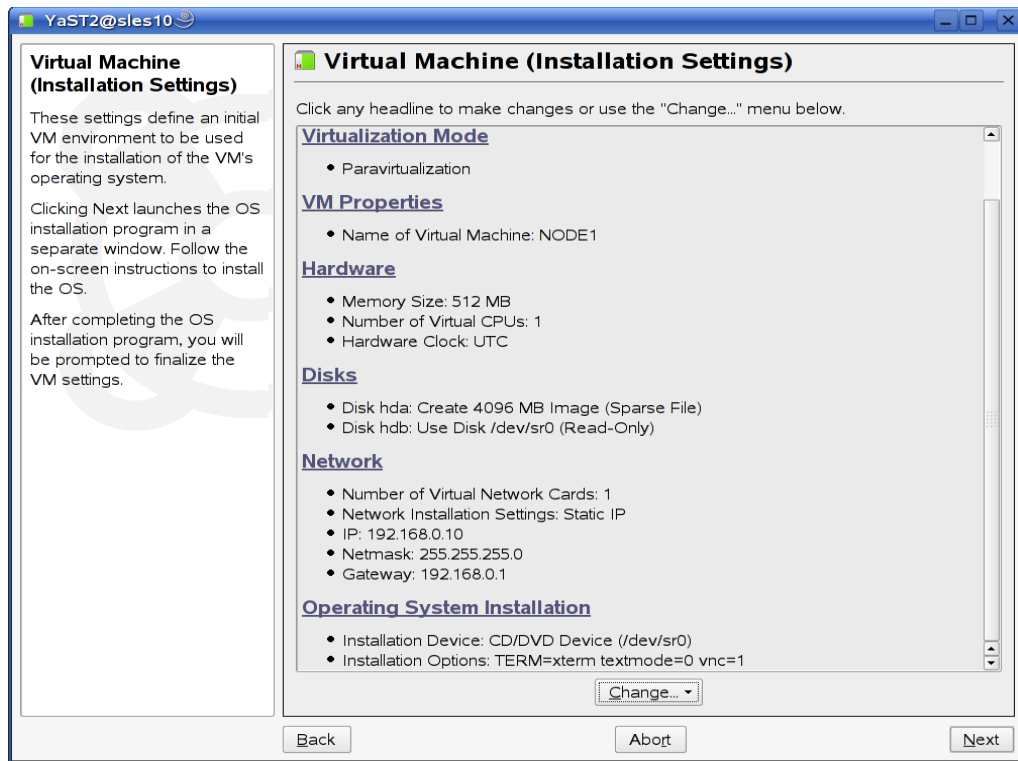 YaST2@sles10
Virtual Machine
(Installation Settings)
These settings define an initial
VM environment to be used
for the installation of the VM's
operating system.
Clicking Next launches the OS
installation program in a
separate window. Follow the
on-screen instructions to install
the OS.
After completing the OS
installation program, you will
be prompted to finalize the
VM settings.
Virtual Machine (Installation Settings)
Click any headline to make changes or use the "Change..." menu below.
Virtualization Mode
• Paravirtualization
VM Properties
• Name of Virtual Machine: NODE1
Hardware
• Memory Size: 512 MB
• Number of Virtual CPUs: 1
• Hardware Clock: UTC
Disks
• Disk hda: Create 4096 MB Image (Sparse File)
• Disk hdb: Use Disk /dev/sr0 (Read-Only)
Network
• Number of Virtual Network Cards: 1
• Network Installation Settings: Static IP
• IP: 192.168.0.10
• Netmask: 255.255.255.0
• Gateway: 192.168.0.1
Operating System Installation
• Installation Device: CD/DVD Device (/dev/sr0)
• Installation Options: TERM=xterm textmode=0 vnc=1
Change...
Back
Abort
Next